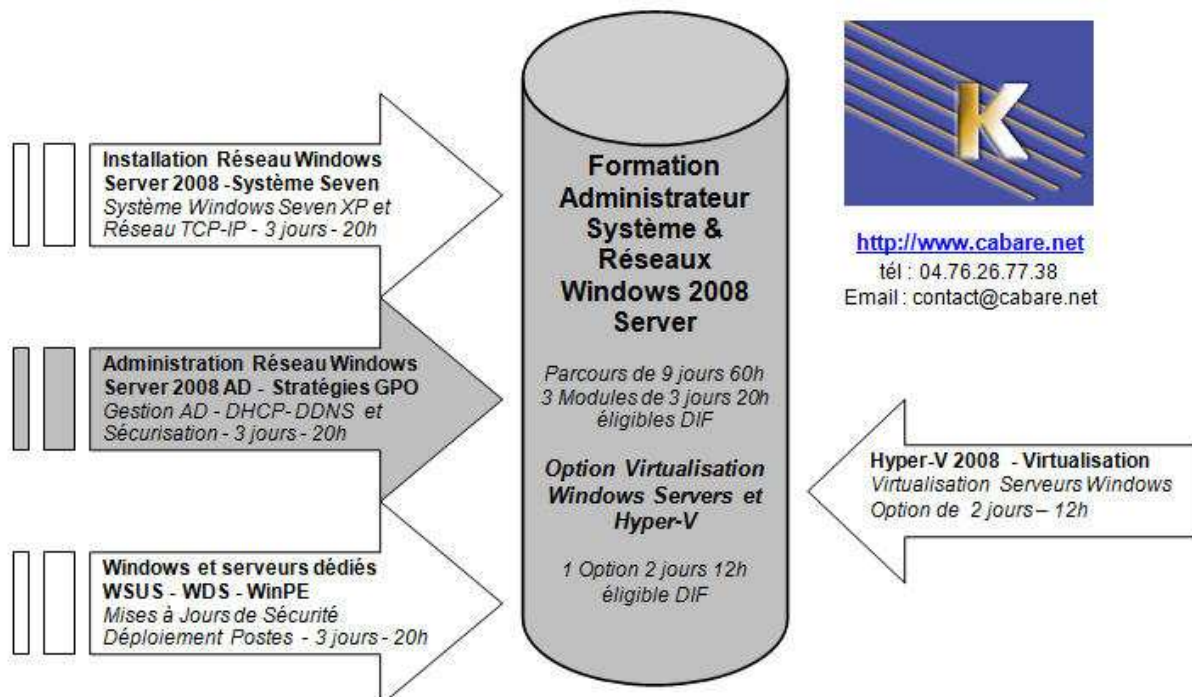 Installation Réseau Windows
Server 2008 -Système Seven
Système Windows Seven XP et
Réseau TCP-IP - 3 jours - 20h
Administration Réseau Windows
Server 2008 AD - Stratégies GPO
Gestion AD - DHCP- DDNS et
Sécurisation - 3 jours - 20h
Windows et serveurs dédiés
WSUS - WDS - WinPE
Mises à Jours de Sécurité
Déploiement Postes - 3 jours - 20h
Formation
Administrateur
Système &
Réseaux
Windows 2008
Server
Parcours de 9 jours 60h
3 Modules de 3 jours 20h
éligibles DIF
Option Virtualisation
Windows Servers et
Hyper-V
1 Option 2 jours 12h
éligible DIF
K
http://www.cabare.net
tél : 04.76.26.77.38
Email : contact@cabare.net
Hyper-V 2008 - Virtualisation
Virtualisation Serveurs Windows
Option de 2 jours – 12h